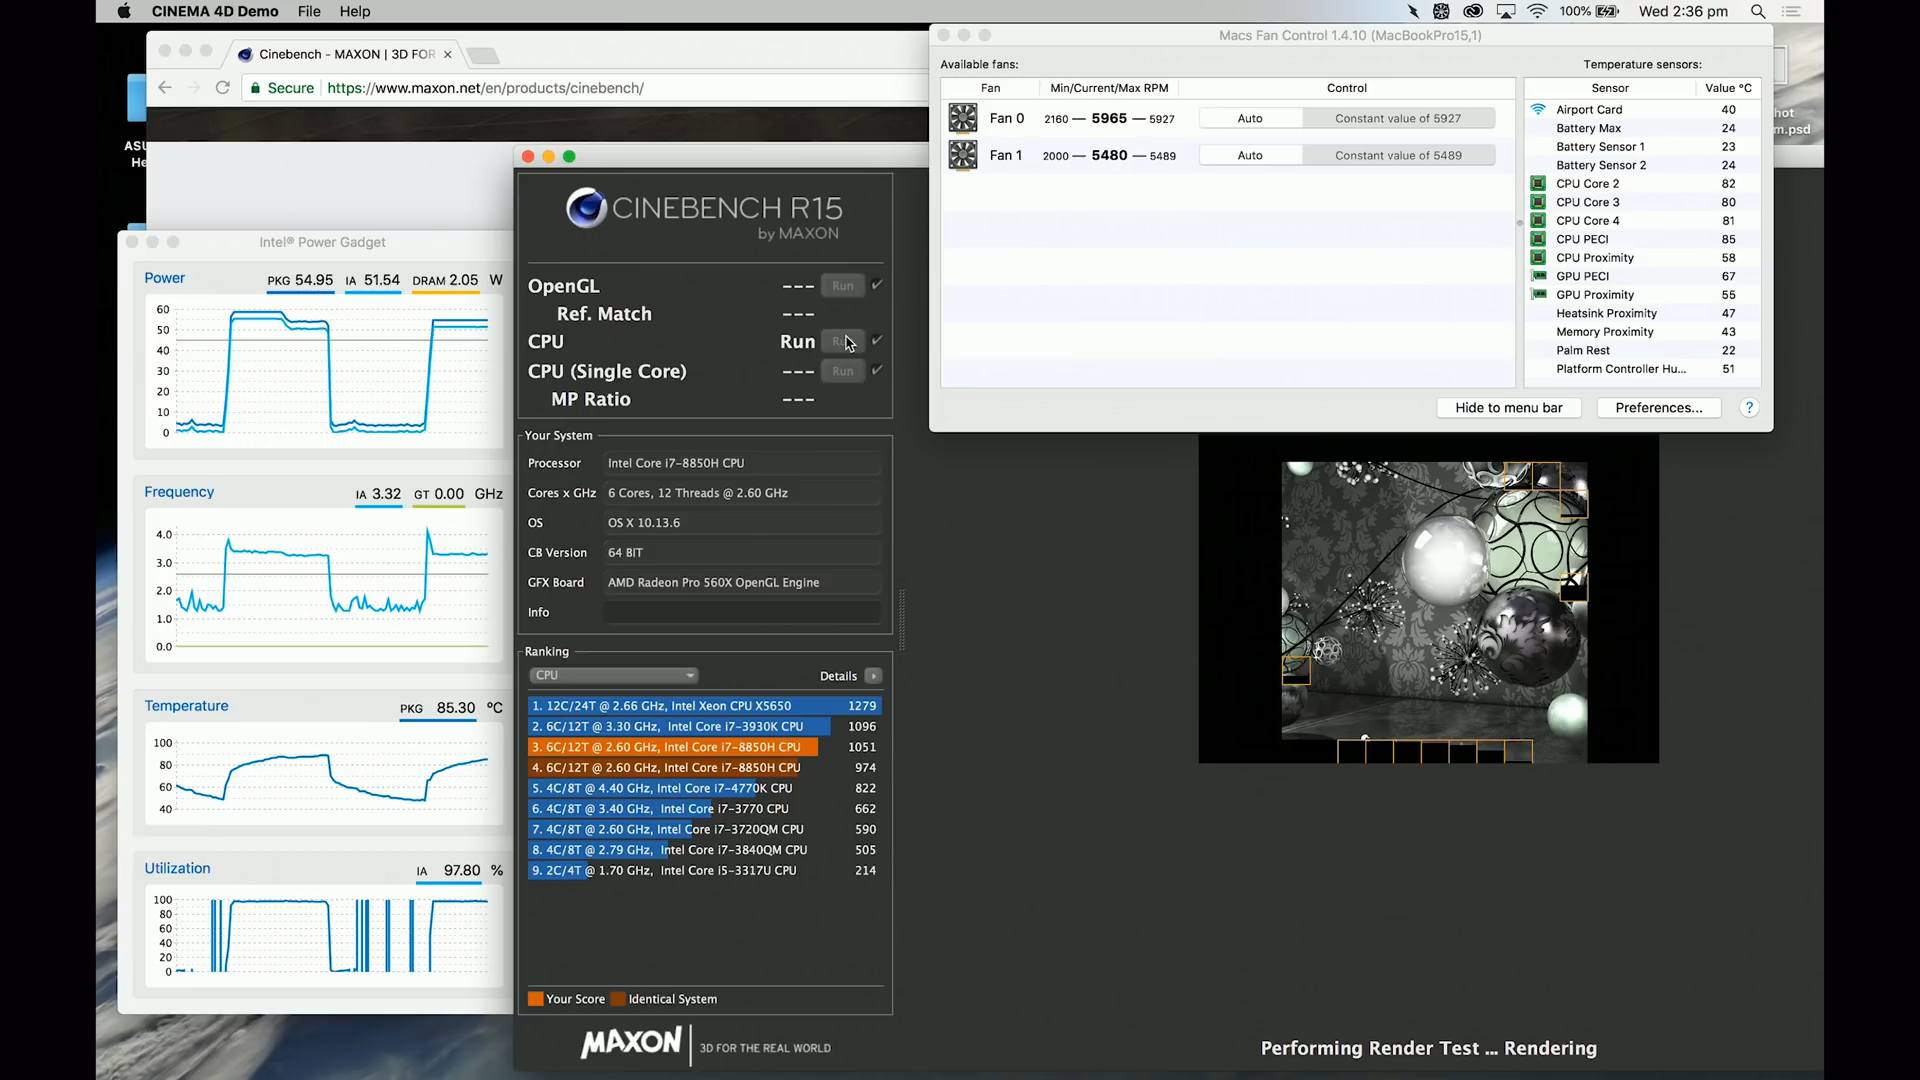 CINEMA 4D Demo File Help
100% Wed 2:36 pm
Cinebench - MAXON | 3D FOR
Secure https://www.maxon.net/en/products/cinebench/
ASU
He
hot
m.psd
Macs Fan Control 1.4.10 (MacBookPro15,1)
Available fans:
Fan Min/Current/Max RPM Control
Fan 0 2160 — 5965 — 5927 Auto Constant value of 5927
Fan 1 2000 — 5480 — 5489 Auto Constant value of 5489
Temperature sensors:
Sensor Value °C
Airport Card 40
Battery Max 24
Battery Sensor 1 23
Battery Sensor 2 24
CPU Core 2 82
CPU Core 3 80
CPU Core 4 81
CPU PECI 85
CPU Proximity 58
GPU PECI 67
GPU Proximity 55
Heatsink Proximity 47
Memory Proximity 43
Palm Rest 22
Platform Controller Hu... 51
Hide to menu bar Preferences... ?
Intel® Power Gadget
Power PKG 54.95 IA 51.54 DRAM 2.05 W
60
50
40
30
20
10
0
Frequency IA 3.32 GT 0.00 GHz
4.0
3.0
2.0
1.0
0.0
Temperature PKG 85.30 ºC
100
80
60
40
Utilization IA 97.80 %
100
80
60
40
20
0
CINEBENCH R15
by MAXON
OpenGL --- Run
Ref. Match ---
CPU Run
CPU (Single Core) --- Run
MP Ratio ---
Your System
Processor Intel Core i7-8850H CPU
Cores x GHz 6 Cores, 12 Threads @ 2.60 GHz
OS OS X 10.13.6
CB Version 64 BIT
GFX Board AMD Radeon Pro 560X OpenGL Engine
Info
Ranking
CPU Details
1. 12C/24T @ 2.66 GHz, Intel Xeon CPU X5650 1279
2. 6C/12T @ 3.30 GHz, Intel Core i7-3930K CPU 1096
3. 6C/12T @ 2.60 GHz, Intel Core i7-8850H CPU 1051
4. 6C/12T @ 2.60 GHz, Intel Core i7-8850H CPU 974
5. 4C/8T @ 4.40 GHz, Intel Core i7-4770K CPU 822
6. 4C/8T @ 3.40 GHz, Intel Core i7-3770 CPU 662
7. 4C/8T @ 2.60 GHz, Intel Core i7-3720QM CPU 590
8. 4C/8T @ 2.79 GHz, Intel Core i7-3840QM CPU 505
9. 2C/4T @ 1.70 GHz, Intel Core i5-3317U CPU 214
Your Score Identical System
MAXON 3D FOR THE REAL WORLD
Performing Render Test ... Rendering